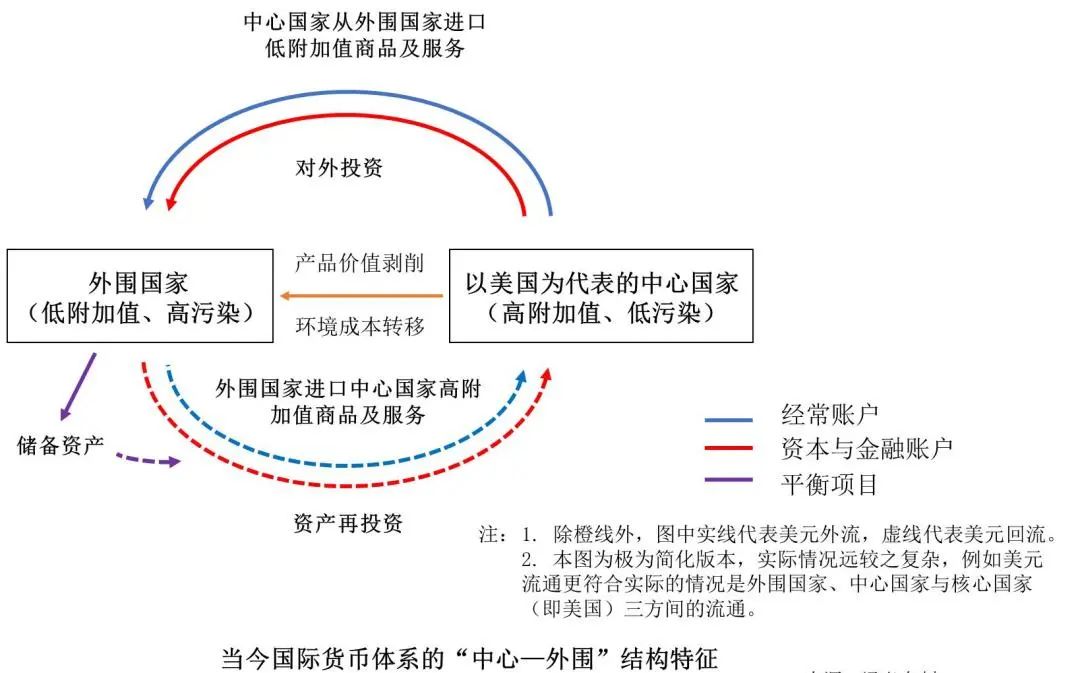 中心国家从外围国家进口
低附加值商品及服务
对外投资
产品价值剥削
环境成本转移
外围国家
（低附加值、高污染）
以美国为代表的中心国家
（高附加值、低污染）
外围国家进口中心国家高附
加值商品及服务
储备资产
资产再投资
经常账户
资本与金融账户
平衡项目
注：1. 除橙线外，图中实线代表美元外流，虚线代表美元回流。
2. 本图为极为简化版本，实际情况远较之复杂，例如美元
流通更符合实际的情况是外围国家、中心国家与核心国家
（即美国）三方间的流通。
当今国际货币体系的“中心—外围”结构特征